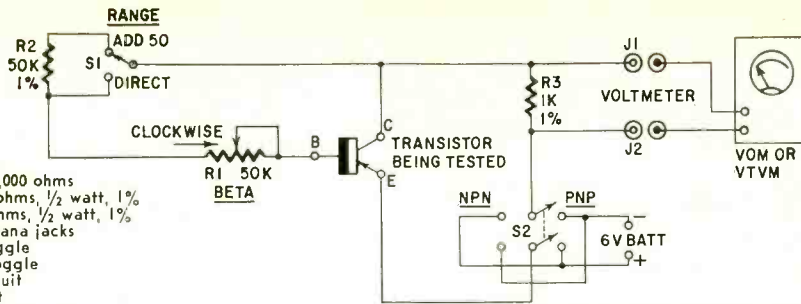 RANGE
ADD 50
R2
50K
1%
S1
DIRECT
CLOCKWISE
R1 50K
BETA
B
C
E
TRANSISTOR
BEING TESTED
R3
1K
1%
J1
VOLTMETER
J2
VOM OR
VTVM
NPN
S2
PNP
6V BATT
-
+
,000 ohms
ohms, 1/2 watt, 1%
hms, 1/2 watt, 1%
ana jacks
ggle
oggle
uit
t